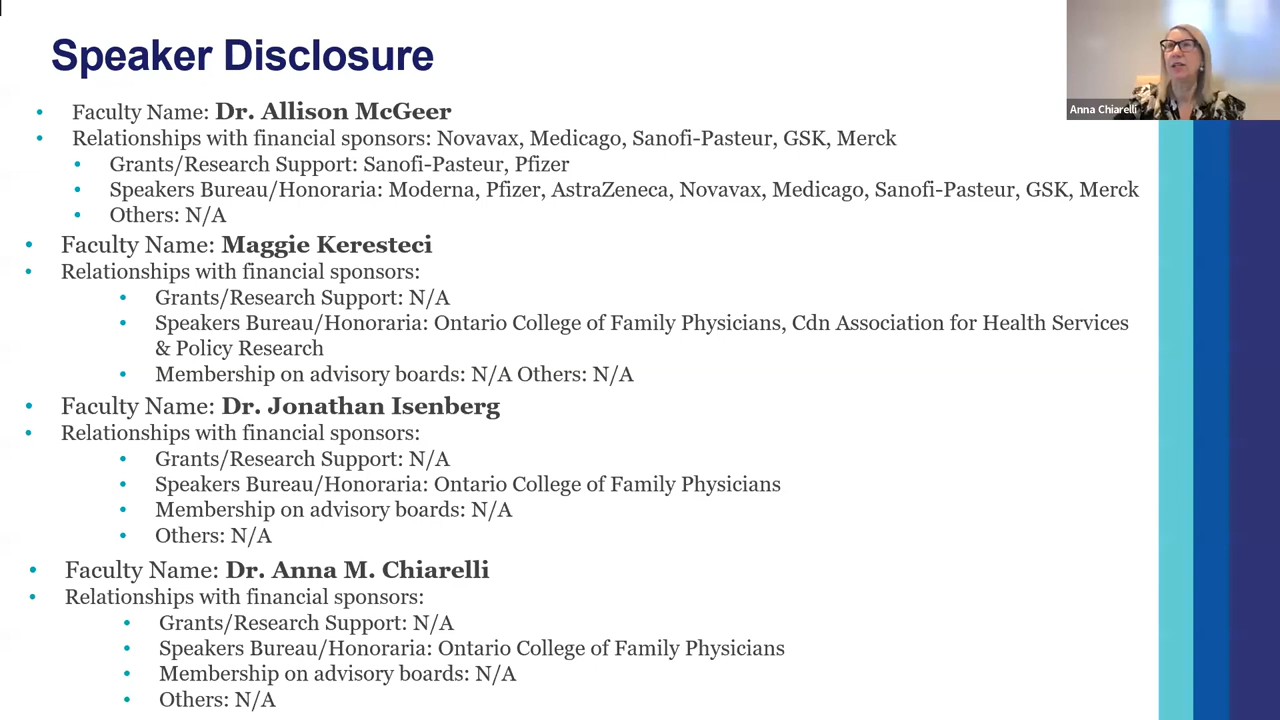 Speaker Disclosure
Anna Chiarelli
• Faculty Name: Dr. Allison McGeer
• Relationships with financial sponsors: Novavax, Medicago, Sanofi-Pasteur, GSK, Merck
• Grants/Research Support: Sanofi-Pasteur, Pfizer
• Speakers Bureau/Honoraria: Moderna, Pfizer, AstraZeneca, Novavax, Medicago, Sanofi-Pasteur, GSK, Merck
• Others: N/A
• Faculty Name: Maggie Keresteci
• Relationships with financial sponsors:
• Grants/Research Support: N/A
• Speakers Bureau/Honoraria: Ontario College of Family Physicians, Cdn Association for Health Services
& Policy Research
• Membership on advisory boards: N/A Others: N/A
• Faculty Name: Dr. Jonathan Isenberg
• Relationships with financial sponsors:
• Grants/Research Support: N/A
• Speakers Bureau/Honoraria: Ontario College of Family Physicians
• Membership on advisory boards: N/A
• Others: N/A
• Faculty Name: Dr. Anna M. Chiarelli
• Relationships with financial sponsors:
• Grants/Research Support: N/A
• Speakers Bureau/Honoraria: Ontario College of Family Physicians
• Membership on advisory boards: N/A
• Others: N/A